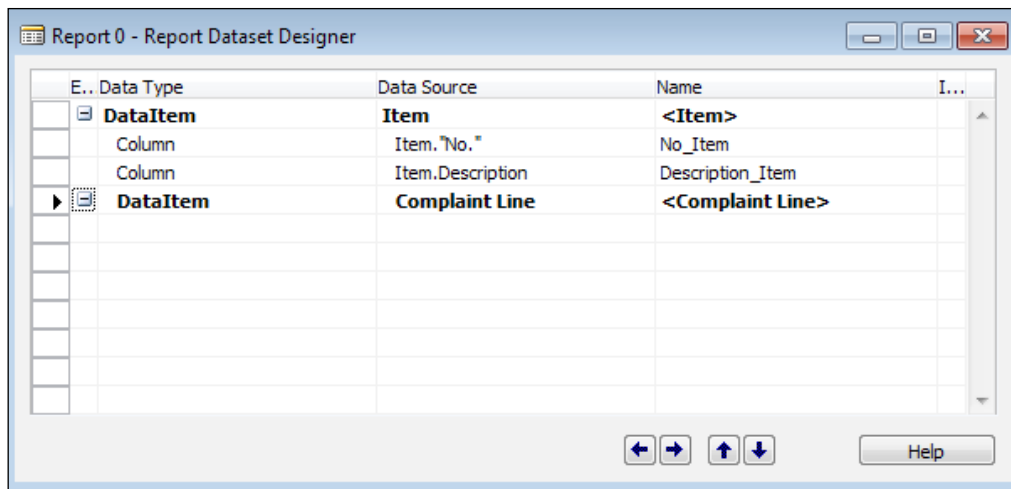 Report 0 - Report Dataset Designer
E.. Data Type Data Source Name I...
DataItem Item <Item>
Column Item."No." No_Item
Column Item.Description Description_Item
DataItem Complaint Line <Complaint Line>
Help